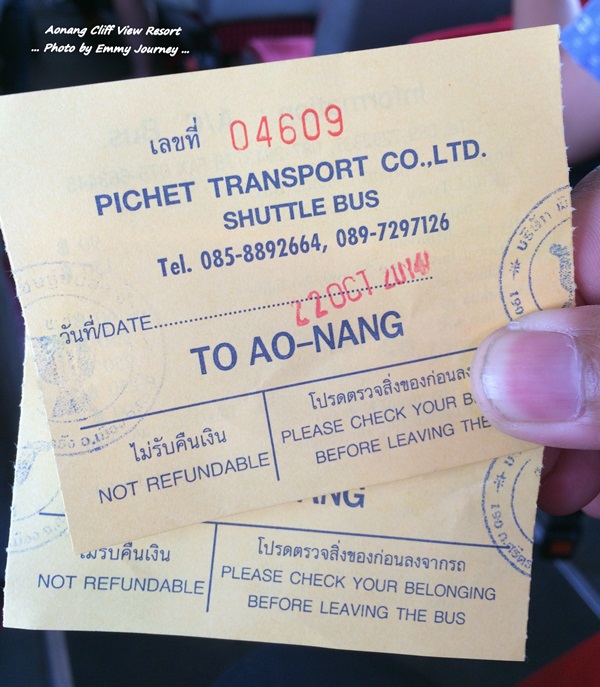 Aonang Cliff View Resort
... Photo by Emmy Journey ...
เลขที่ 04609
PICHET TRANSPORT CO.,LTD.
SHUTTLE BUS
Tel. 085-8892664, 089-7297126
วันที่/DATE 22 OCT 2014
TO AO-NANG
ไม่รับคืนเงิน
NOT REFUNDABLE
โปรดตรวจสิ่งของก่อนลง
PLEASE CHECK YOUR
BEFORE LEAVING THE
ไม่รับคืนเงิน
NOT REFUNDABLE
โปรดตรวจสิ่งของก่อนลงจากรถ
PLEASE CHECK YOUR BELONGING
BEFORE LEAVING THE BUS